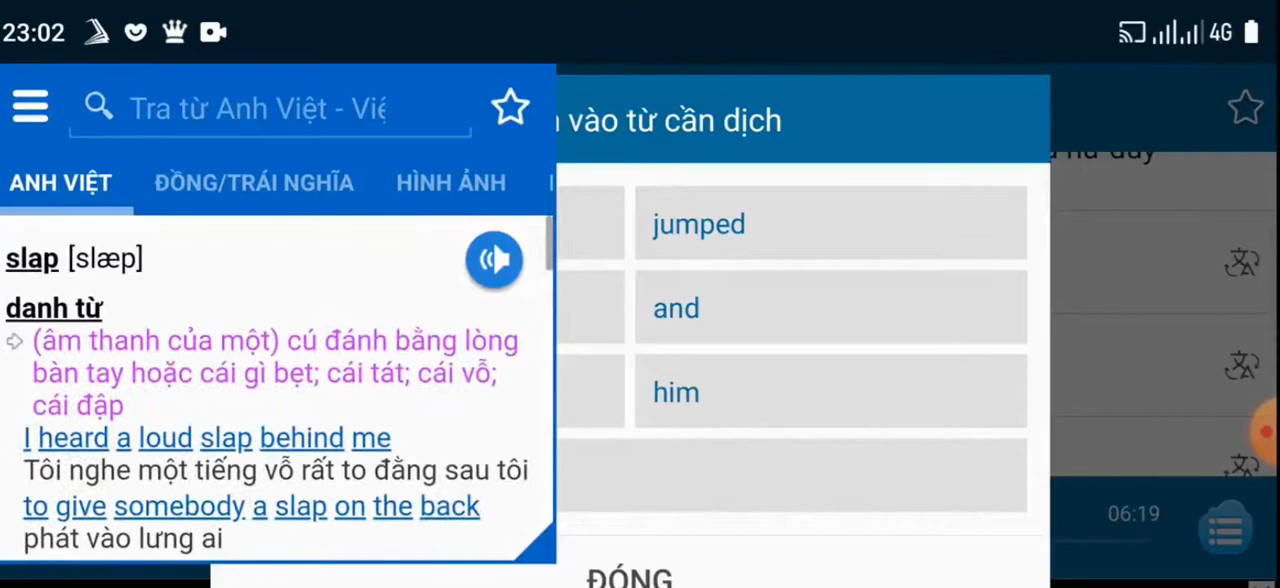 23:02
4G
Tra từ Anh Việt - Việ
vào từ cần dịch
ANH VIỆT
ĐỒNG/TRÁI NGHĨA
HÌNH ẢNH
slap [slæp]
danh từ
(âm thanh của một) cú đánh bằng lòng
bàn tay hoặc cái gì bẹt; cái tát; cái vỗ;
cái đập
I heard a loud slap behind me
Tôi nghe một tiếng vỗ rất to đằng sau tôi
to give somebody a slap on the back
phát vào lưng ai
jumped
and
him
06:19
ĐÓNG